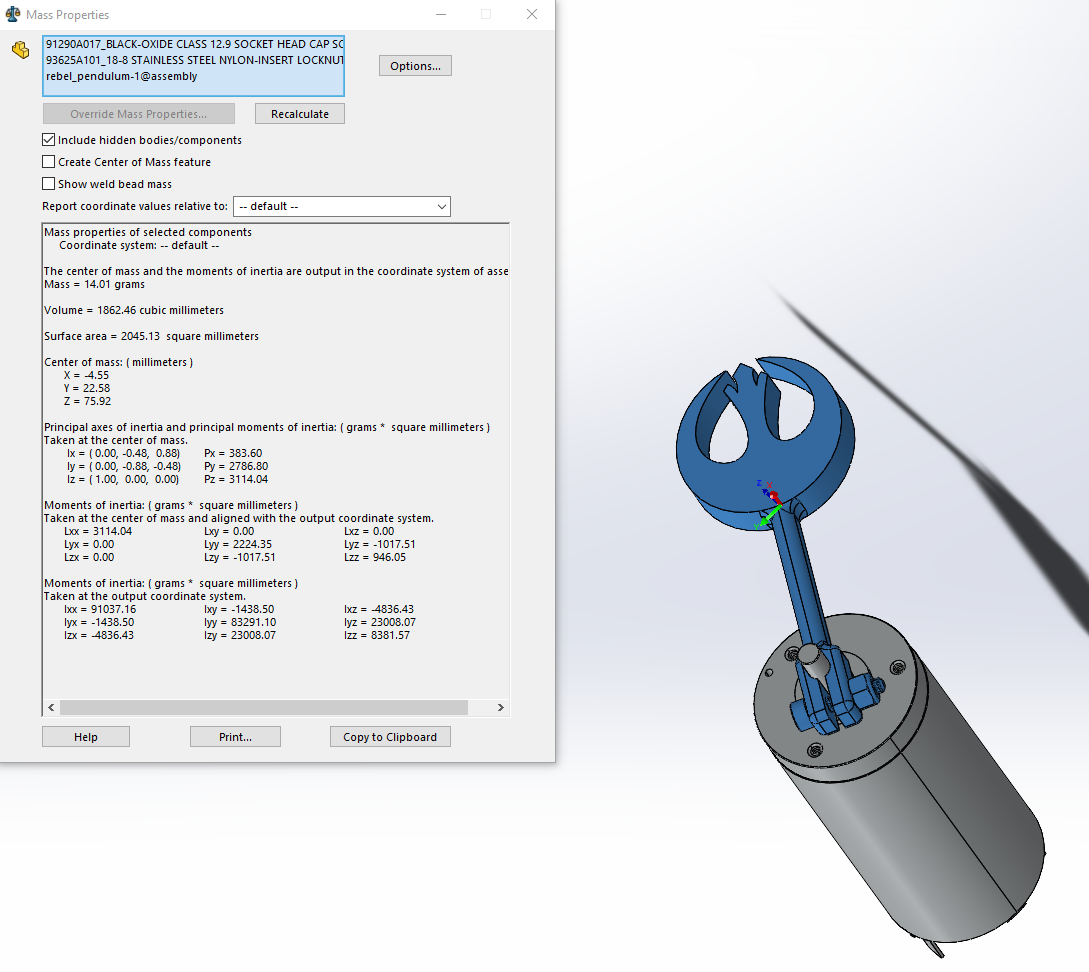 Mass Properties
91290A017_BLACK-OXIDE CLASS 12.9 SOCKET HEAD CAP SC
93625A101_18-8 STAINLESS STEEL NYLON-INSERT LOCKNUT
rebel_pendulum-1@assembly
Options...
Override Mass Properties...
Recalculate
Include hidden bodies/components
Create Center of Mass feature
Show weld bead mass
Report coordinate values relative to: -- default --
Mass properties of selected components
Coordinate system: -- default --
The center of mass and the moments of inertia are output in the coordinate system of asse
Mass = 14.01 grams
Volume = 1862.46 cubic millimeters
Surface area = 2045.13 square millimeters
Center of mass: ( millimeters )
X = -4.55
Y = 22.58
Z = 75.92
Principal axes of inertia and principal moments of inertia: ( grams * square millimeters )
Taken at the center of mass.
Ix = ( 0.00, -0.48, 0.88) Px = 383.60
Iy = ( 0.00, -0.88, -0.48) Py = 2786.80
Iz = ( 1.00, 0.00, 0.00) Pz = 3114.04
Moments of inertia: ( grams * square millimeters )
Taken at the center of mass and aligned with the output coordinate system.
Lxx = 3114.04 Lxy = 0.00 Lxz = 0.00
Lyx = 0.00 Lyy = 2224.35 Lyz = -1017.51
Lzx = 0.00 Lzy = -1017.51 Lzz = 946.05
Moments of inertia: ( grams * square millimeters )
Taken at the output coordinate system.
Ixx = 91037.16 Ixy = -1438.50 Ixz = -4836.43
Iyx = -1438.50 Iyy = 83291.10 Iyz = 23008.07
Izx = -4836.43 Izy = 23008.07 Izz = 8381.57
Help
Print...
Copy to Clipboard
Z